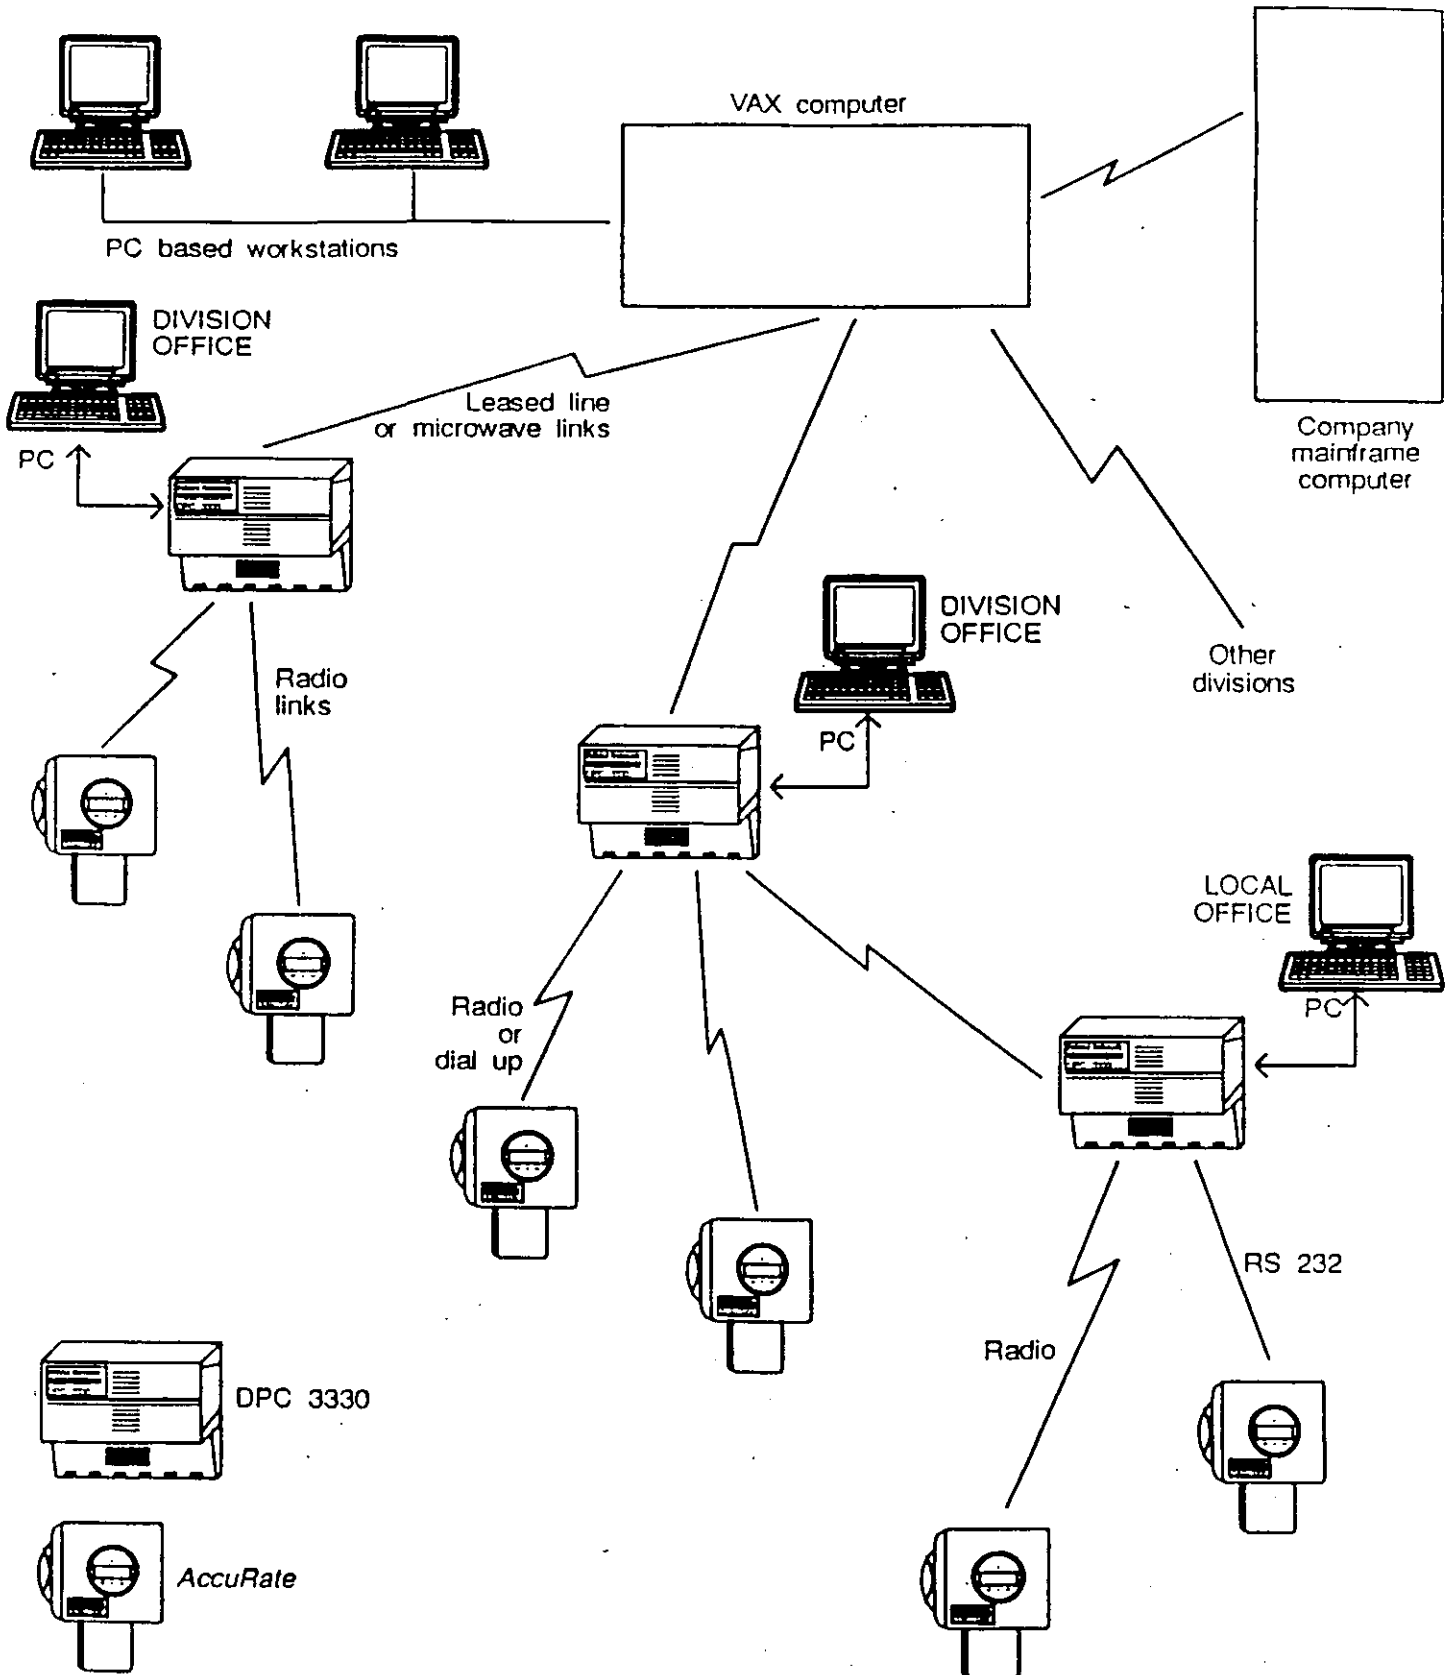 VAX computer
PC based workstations
DIVISION
OFFICE
Leased line
or microwave links
PC
Company
mainframe
computer
Radio
links
DIVISION
OFFICE
PC
Other
divisions
LOCAL
OFFICE
PC
Radio
or
dial up
RS 232
Radio
DPC 3330
AccuRate